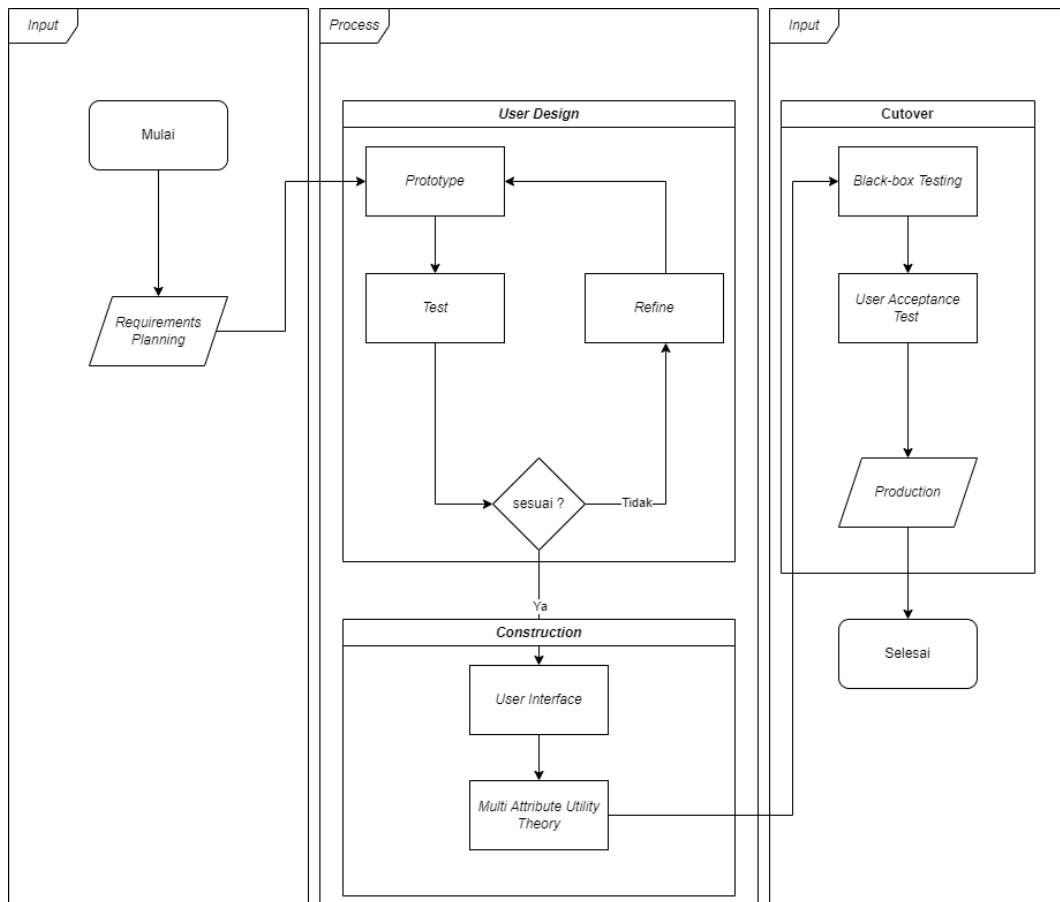 Input
Mulai
Requirements
Planning
Process
User Design
Prototype
Test
Refine
sesuai ?
Tidak
Ya
Construction
User Interface
Multi Attribute Utility
Theory
Input
Cutover
Black-box Testing
User Acceptance
Test
Production
Selesai